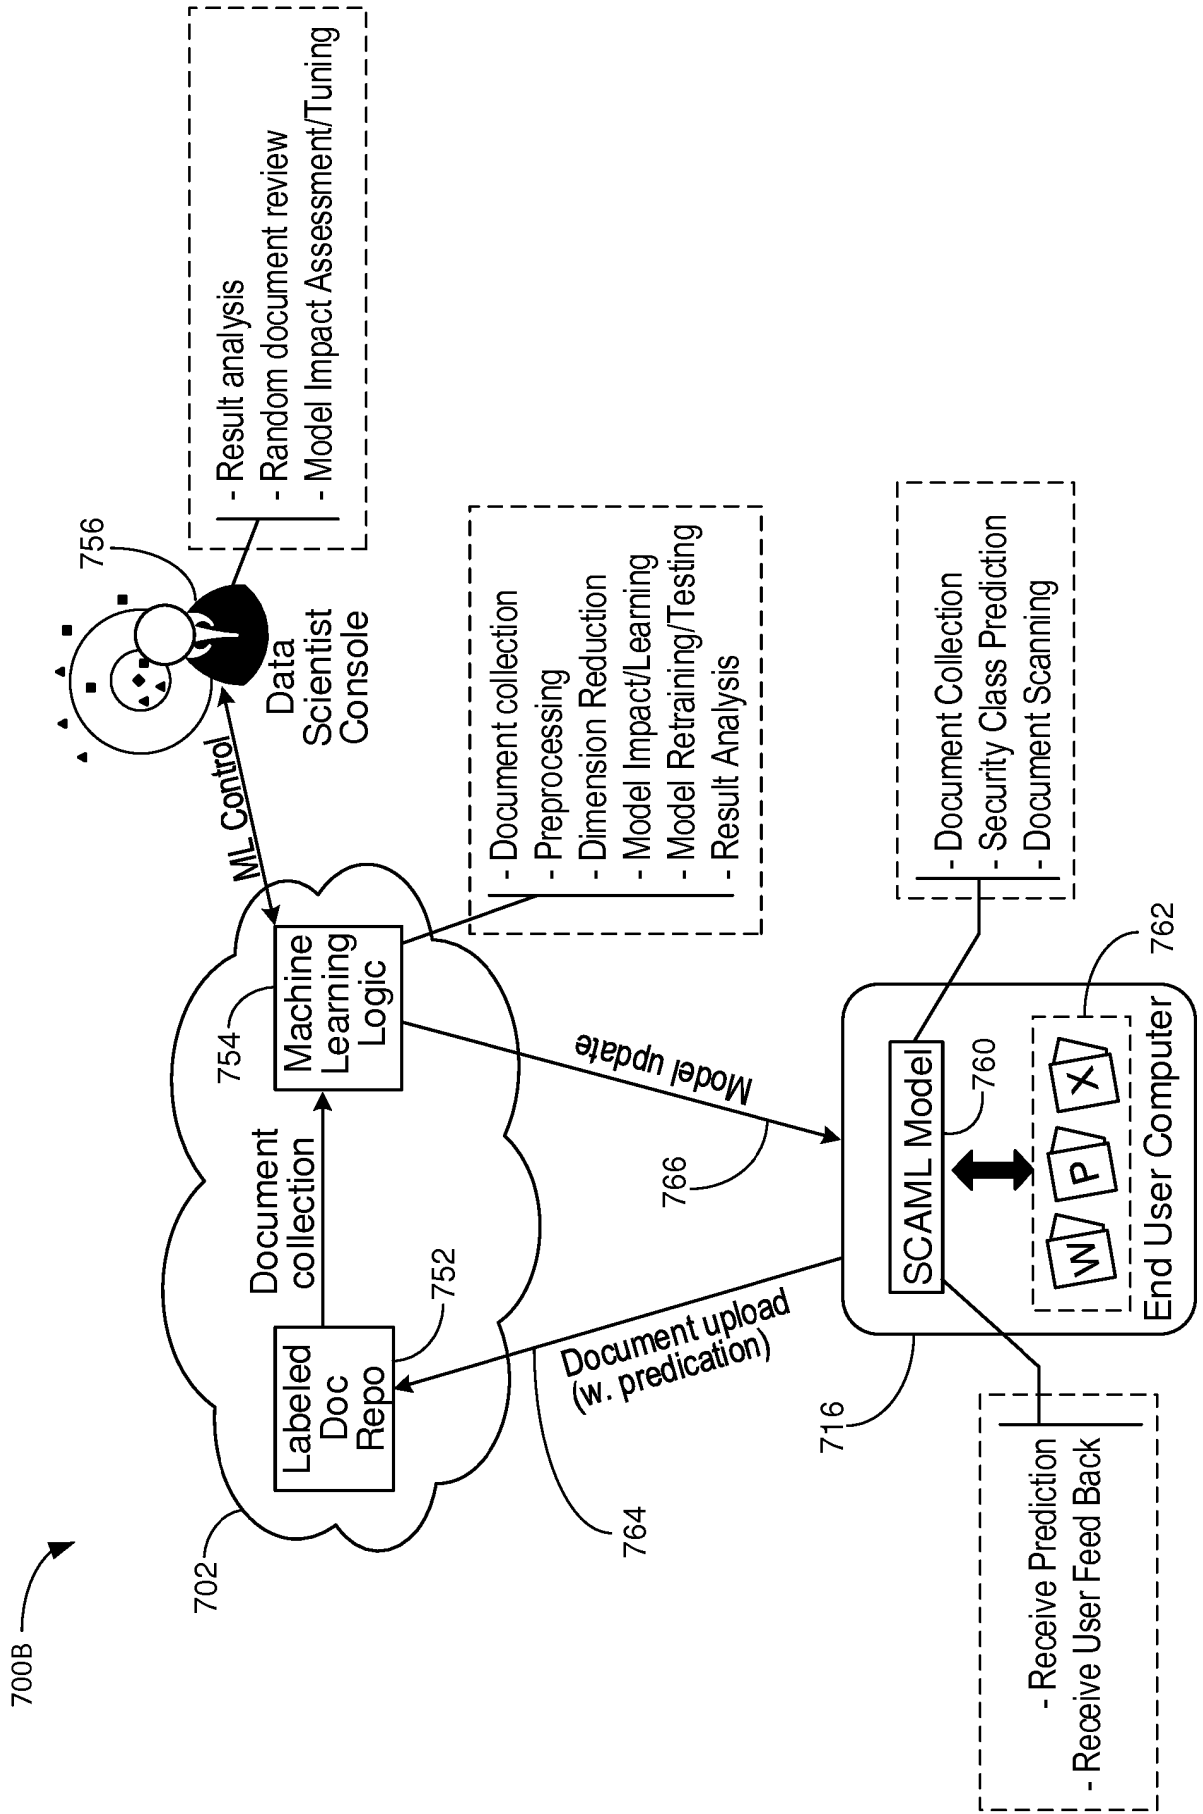 700B
702
Labeled
Doc
Repo
752
Document
collection
754
Machine
Learning
Logic
ML Control
756
Data
Scientist
Console
- Result analysis
- Random document review
- Model Impact Assessment/Tuning
- Document collection
- Preprocessing
- Dimension Reduction
- Model Impact/Learning
- Model Retraining/Testing
- Result Analysis
764
Document upload
(w. predication)
766
Model update
716
SCAML Model
760
W
P
X
762
End User Computer
- Receive Prediction
- Receive User Feed Back
- Document Collection
- Security Class Prediction
- Document Scanning